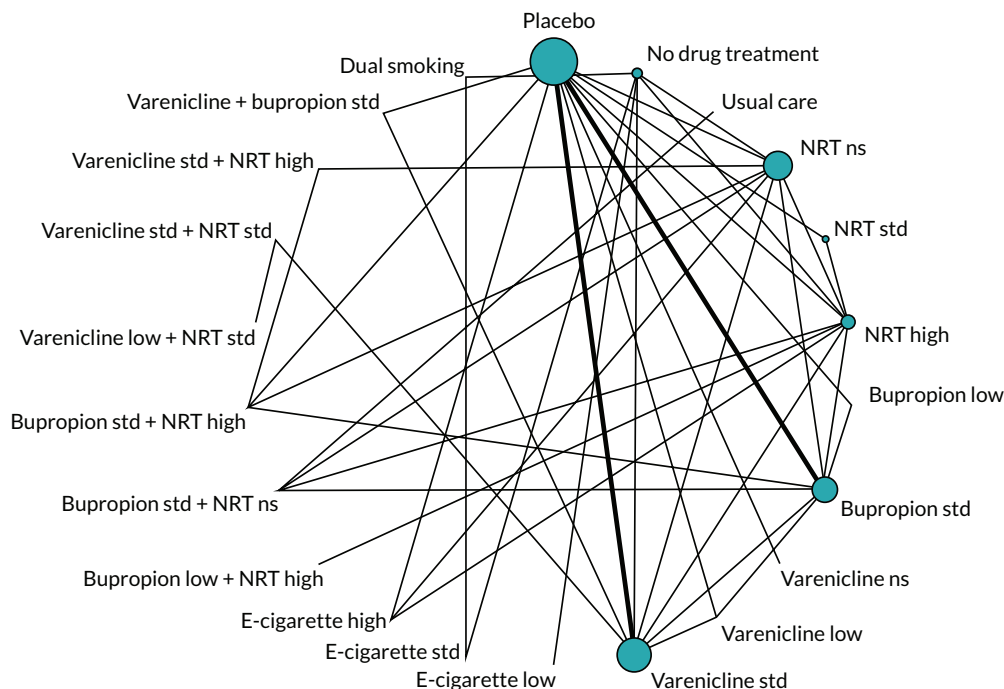 Placebo
No drug treatment
Dual smoking
Usual care
Varenicline + bupropion std
NRT ns
Varenicline std + NRT high
NRT std
Varenicline std + NRT std
NRT high
Varenicline low + NRT std
Bupropion low
Bupropion std + NRT high
Bupropion std + NRT ns
Bupropion std
Bupropion low + NRT high
Varenicline ns
E-cigarette high
Varenicline low
E-cigarette std
E-cigarette low
Varenicline std